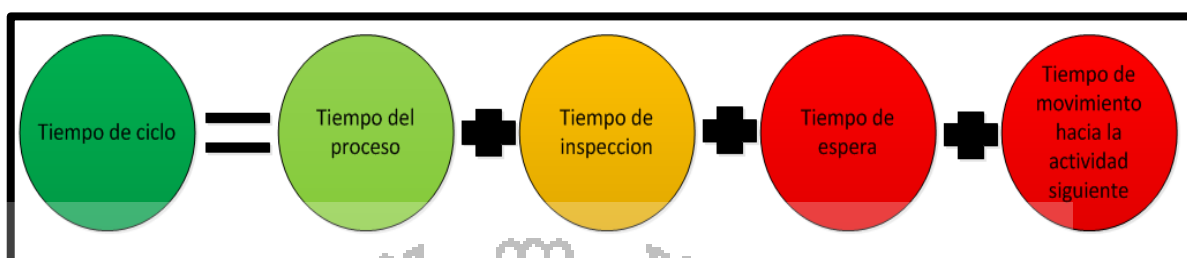 Tiempo de ciclo
=
Tiempo del
proceso
+
Tiempo de
inspeccion
+
Tiempo de
espera
+
Tiempo de
movimiento
hacia la
actividad
siguiente